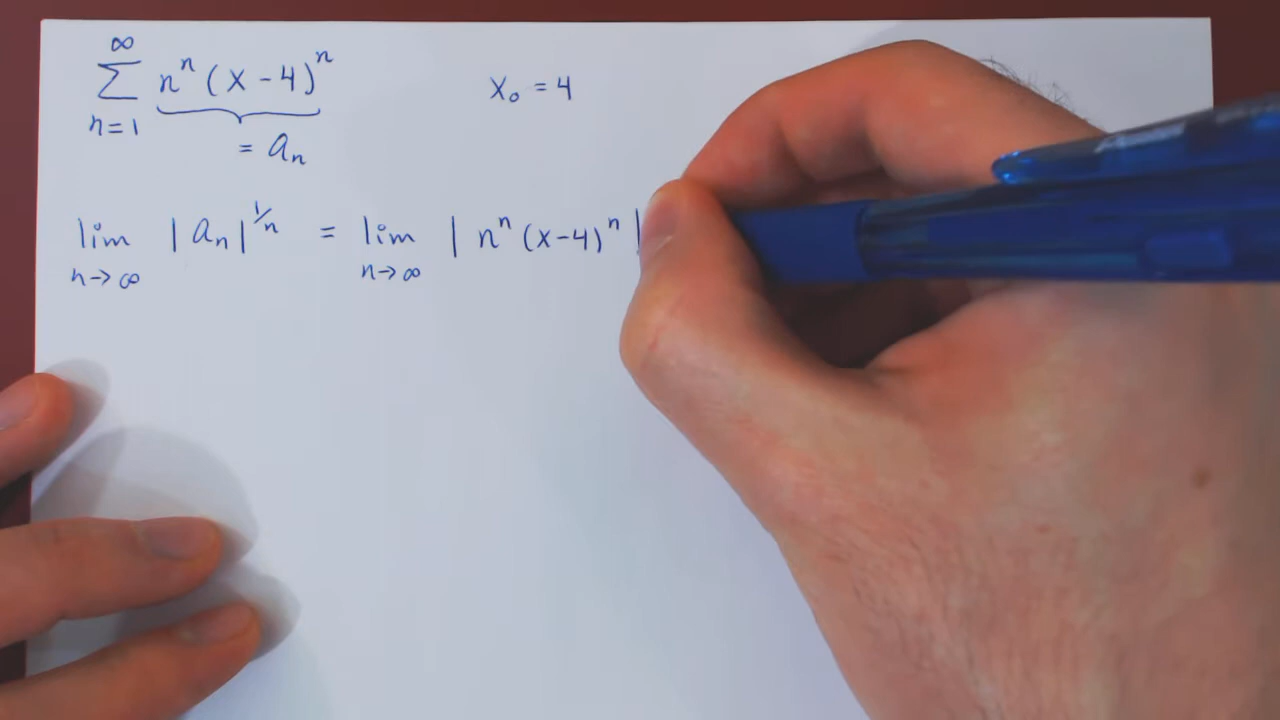 ∞
∑ nⁿ (x – 4)ⁿ   x₀ = 4
n=1
= aₙ
lim |aₙ|^{1/n} = lim | nⁿ (x–4)ⁿ |
n→∞   n→∞